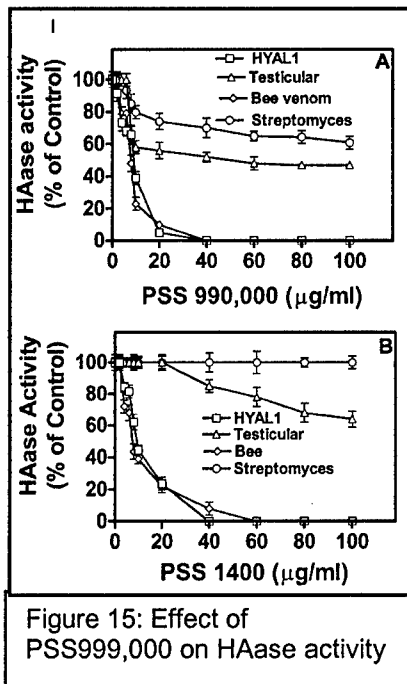 I
A
HYAL1
Testicular
Bee venom
Streptomyces
HAase activity
(% of Control)
100
80
60
40
20
0
0 20 40 60 80 100
PSS 990,000 (µg/ml)
B
HYAL1
Testicular
Bee
Streptomyces
HAase Activity
(% of Control)
100
80
60
40
20
0
0 20 40 60 80 100
PSS 1400 (µg/ml)
Figure 15: Effect of
PSS999,000 on HAase activity